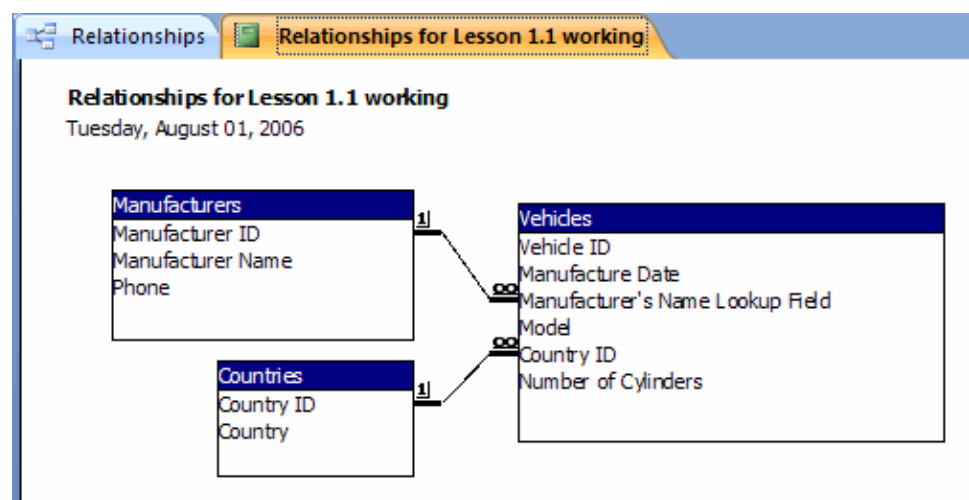 Relationships
Relationships for Lesson 1.1 working
Relationships for Lesson 1.1 working
Tuesday, August 01, 2006
Manufacturers
Manufacturer ID
Manufacturer Name
Phone
1
Vehicles
Vehicle ID
Manufacture Date
Manufacturer's Name Lookup Field
Model
Country ID
Number of Cylinders
∞
∞
Countries
Country ID
Country
1